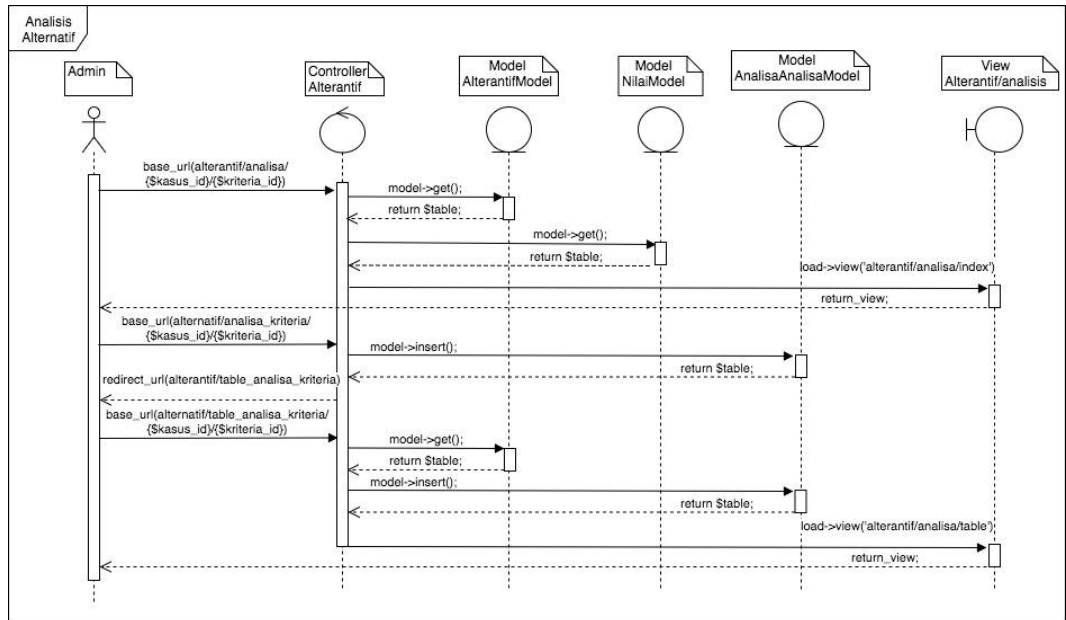 Analisis
Alternatif
Admin
Controller
Alterantif
Model
AlterantifModel
Model
NilaiModel
Model
AnalisaAnalisaModel
View
Alterantif/analisis
base_url(alterantif/analisa/
{$kasus_id}/{$kriteria_id})
model->get();
return $table;
model->get();
return $table;
load->view('alterantif/analisa/index')
return_view;
base_url(alternatif/analisa_kriteria/
{$kasus_id}/{$kriteria_id})
model->insert();
return $table;
redirect_url(alterantif/table_analisa_kriteria)
base_url(alternatif/table_analisa_kriteria/
{$kasus_id}/{$kriteria_id})
model->get();
return $table;
model->insert();
return $table;
load->view('alterantif/analisa/table')
return_view;